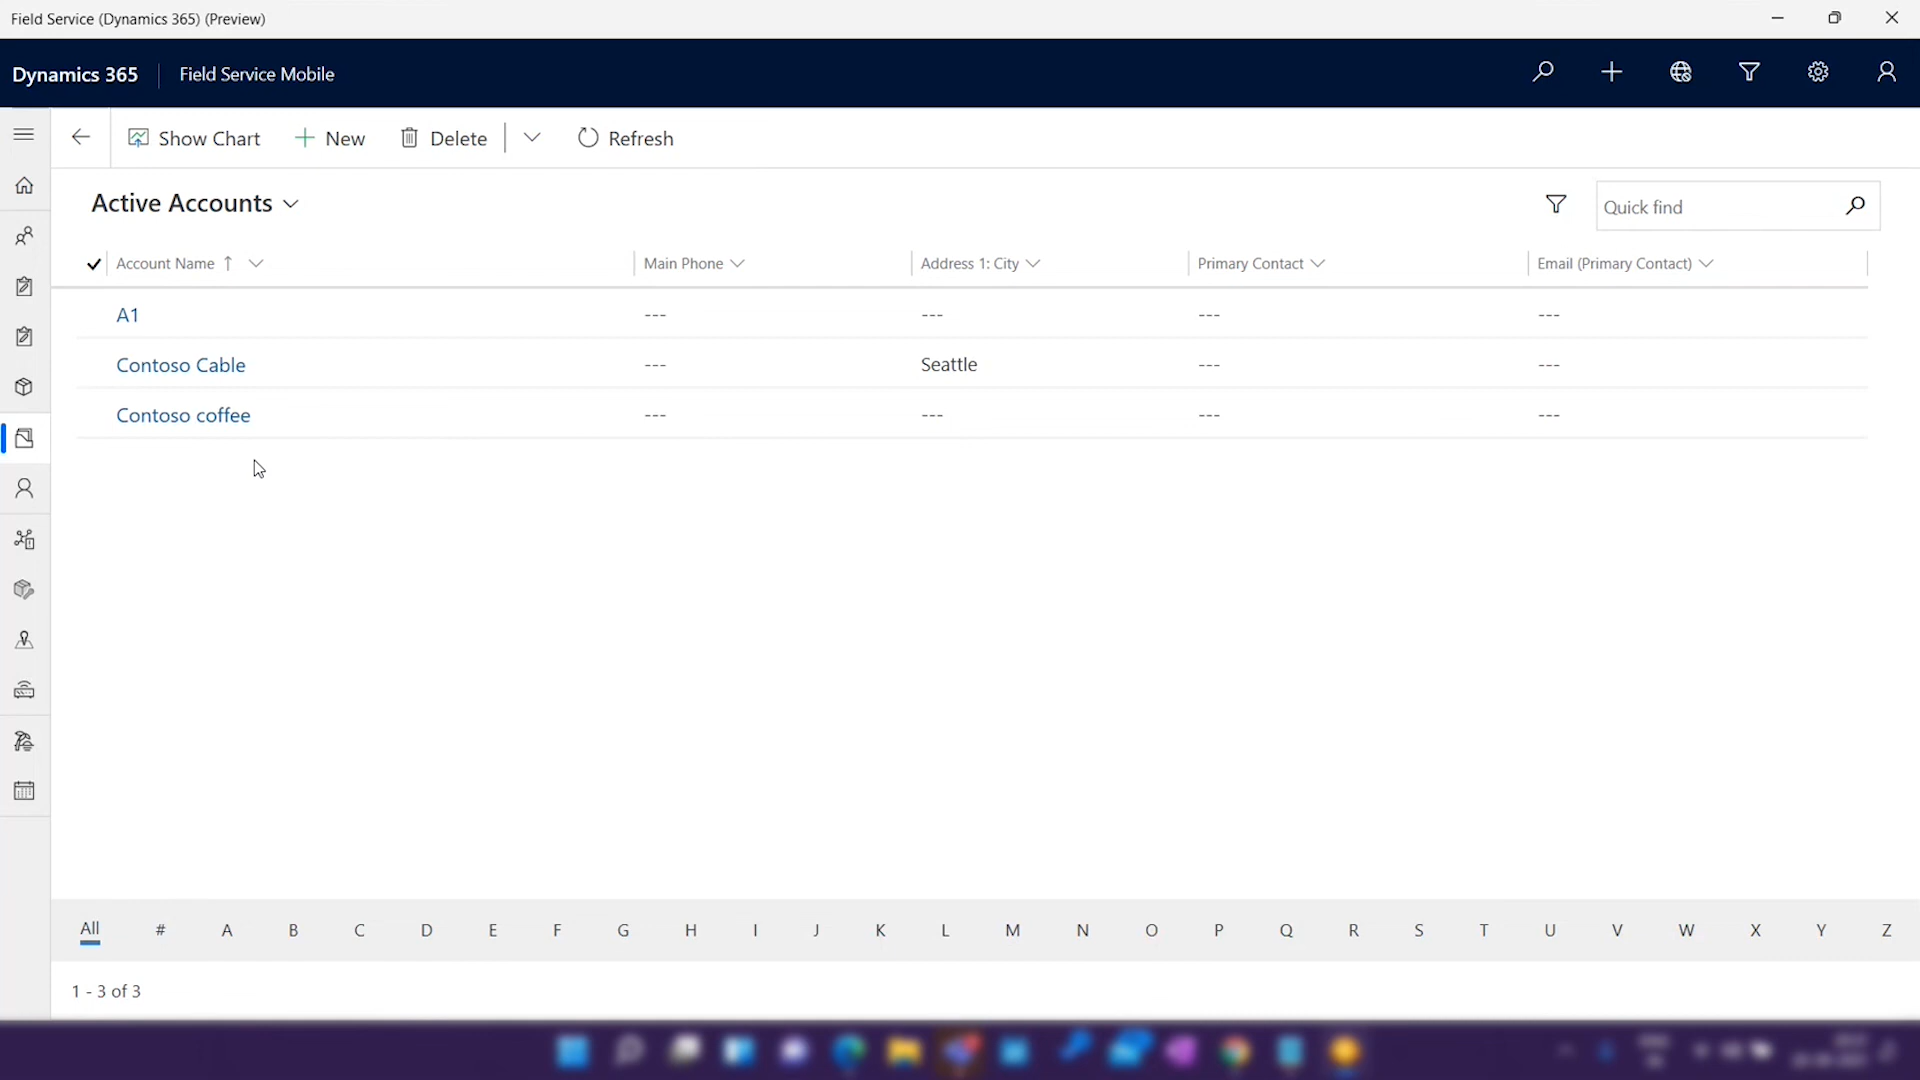 Field Service (Dynamics 365) (Preview)
Dynamics 365 Field Service Mobile
Show Chart New Delete Refresh
Active Accounts
Quick find
Account Name Main Phone Address 1: City Primary Contact Email (Primary Contact)
A1 --- --- --- ---
Contoso Cable --- Seattle --- ---
Contoso coffee --- --- --- ---
All # A B C D E F G H I J K L M N O P Q R S T U V W X Y Z
1 - 3 of 3